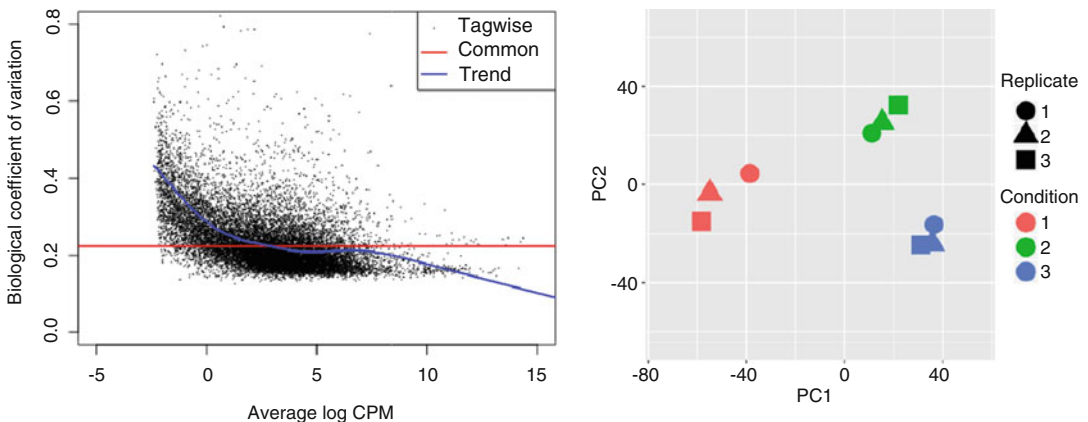 Biological coefficient of variation
0.8
0.6
0.4
0.2
0.0
Tagwise
Common
Trend
-5
0
5
10
15
Average log CPM
PC2
40
0
-40
-80
-40
0
40
PC1
Replicate
1
2
3
Condition
1
2
3